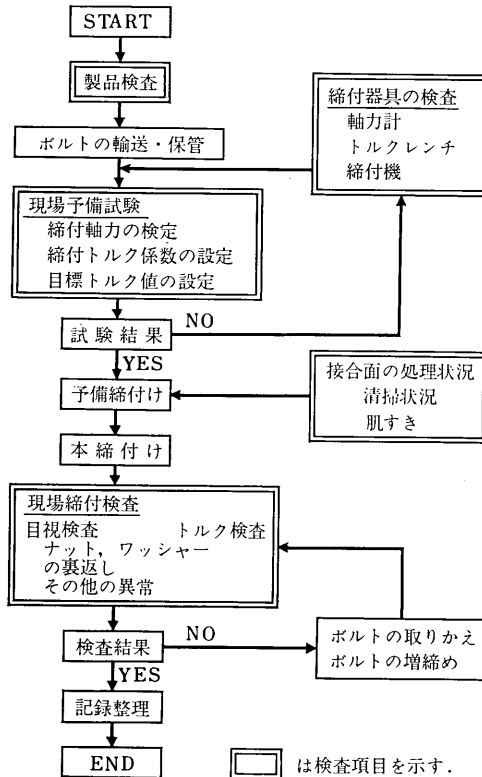 START
製品検査
ボルトの輸送・保管
締付器具の検査
軸力計
トルクレンチ
締付機
現場予備試験
締付軸力の検定
締付トルク係数の設定
目標トルク値の設定
試験結果
NO
YES
予備締付け
接合面の処理状況
清掃状況
肌すき
本締付け
現場締付検査
目視検査 トルク検査
ナット，ワッシャー
の裏返し
その他の異常
検査結果
NO
ボルトの取りかえ
ボルトの増締め
YES
記録整理
END
は検査項目を示す．